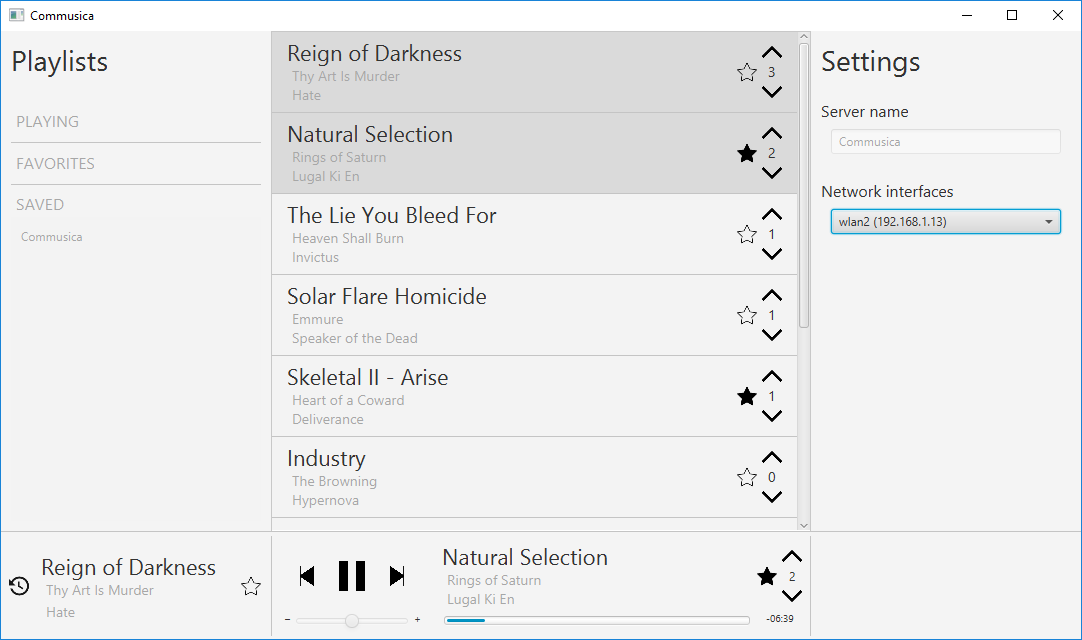 Commusica
Playlists
PLAYING
FAVORITES
SAVED
Commusica
Reign of Darkness
Thy Art Is Murder
Hate
3
Natural Selection
Rings of Saturn
Lugal Ki En
2
The Lie You Bleed For
Heaven Shall Burn
Invictus
1
Solar Flare Homicide
Emmure
Speaker of the Dead
1
Skeletal II - Arise
Heart of a Coward
Deliverance
1
Industry
The Browning
Hypernova
0
Settings
Server name
Commusica
Network interfaces
wlan2 (192.168.1.13)
Reign of Darkness
Thy Art Is Murder
Hate
- +
Natural Selection
Rings of Saturn
Lugal Ki En
2
-06:39